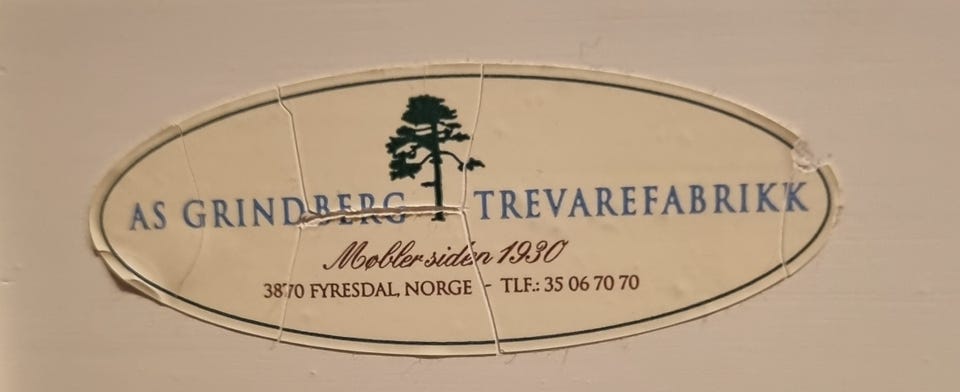 AS GRINDBERG TREVAREFABRIKK
Møbler siden 1930
3870 FYRESDAL, NORGE - TLF.: 35 06 70 70